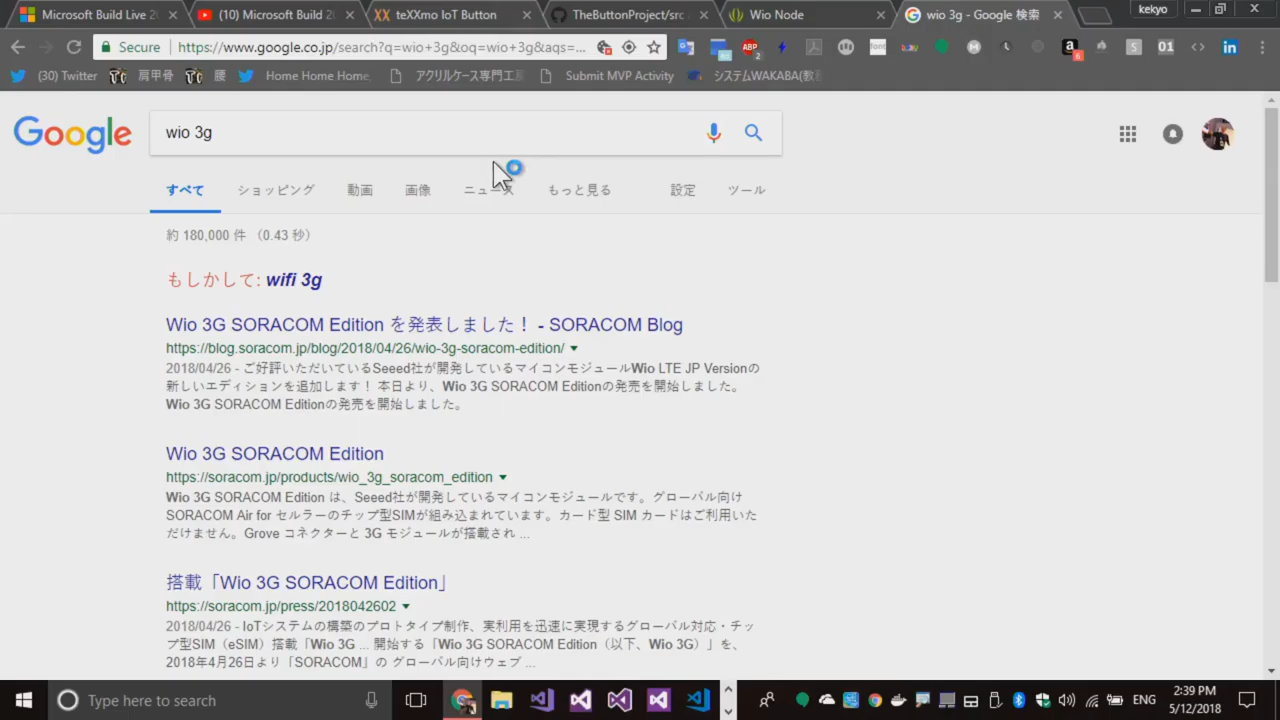 Microsoft Build Live 20
(10) Microsoft Build 20
teXXmo IoT Button
TheButtonProject/src
Wio Node
wio 3g - Google 検索
kekyo
Secure
https://www.google.co.jp/search?q=wio+3g&oq=wio+3g&aqs=...
(30) Twitter
肩甲骨
腰
Home Home Home
アクリルケース専門工
Submit MVP Activity
システムWAKABA(教
Google
wio 3g
すべて
ショッピング
動画
画像
ニュース
もっと見る
設定
ツール
約 180,000 件 （0.43 秒）
もしかして: wifi 3g
Wio 3G SORACOM Edition を発表しました！ - SORACOM Blog
https://blog.soracom.jp/blog/2018/04/26/wio-3g-soracom-edition/
2018/04/26 - ご好評いただいているSeeed社が開発しているマイコンモジュールWio LTE JP Versionの
新しいエディションを追加します！ 本日より、Wio 3G SORACOM Editionの発売を開始しました。
Wio 3G SORACOM Editionの発売を開始しました。
Wio 3G SORACOM Edition
https://soracom.jp/products/wio_3g_soracom_edition
Wio 3G SORACOM Edition は、Seeed社が開発しているマイコンモジュールです。グローバル向け
SORACOM Air for セルラーのチップ型SIMが組み込まれています。カード型 SIM カードはご利用いた
だけません。Grove コネクターと 3G モジュールが搭載され ...
搭載「Wio 3G SORACOM Edition」
https://soracom.jp/press/2018042602
2018/04/26 - IoTシステムの構築のプロトタイプ制作、実利用を迅速に実現するグローバル対応・チッ
プ型SIM（eSIM）搭載「Wio 3G ... 開始する「Wio 3G SORACOM Edition（以下、Wio 3G）」を、
2018年4月26日より「SORACOM」の グローバル向けウェブ ...
Type here to search
ENG
2:39 PM
5/12/2018